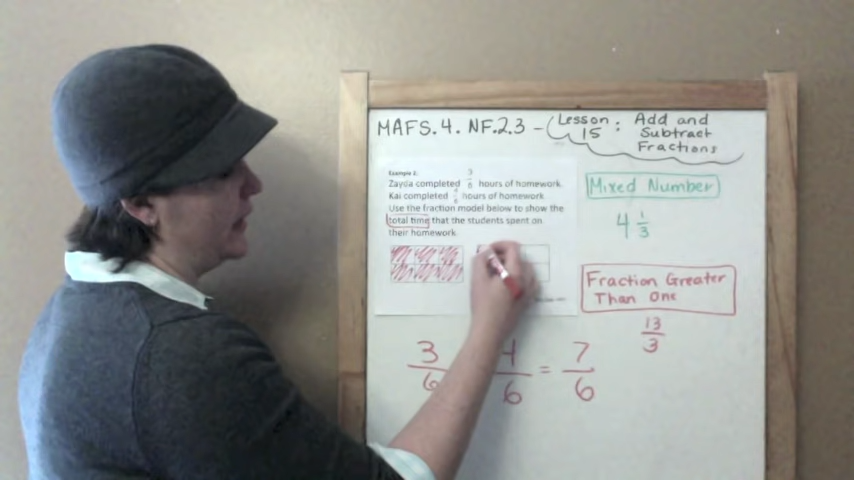 MAFS.4.NF.2.3 - Lesson 15: Add and Subtract Fractions
Example 2:
Zayda completed 3/6 hours of homework.
Kai completed 4/6 hours of homework.
Use the fraction model below to show the
total time that the students spent on
their homework.
Mixed Number
4 1/3
Fraction Greater
Than One
13/3
3/6 4/6 = 7/6